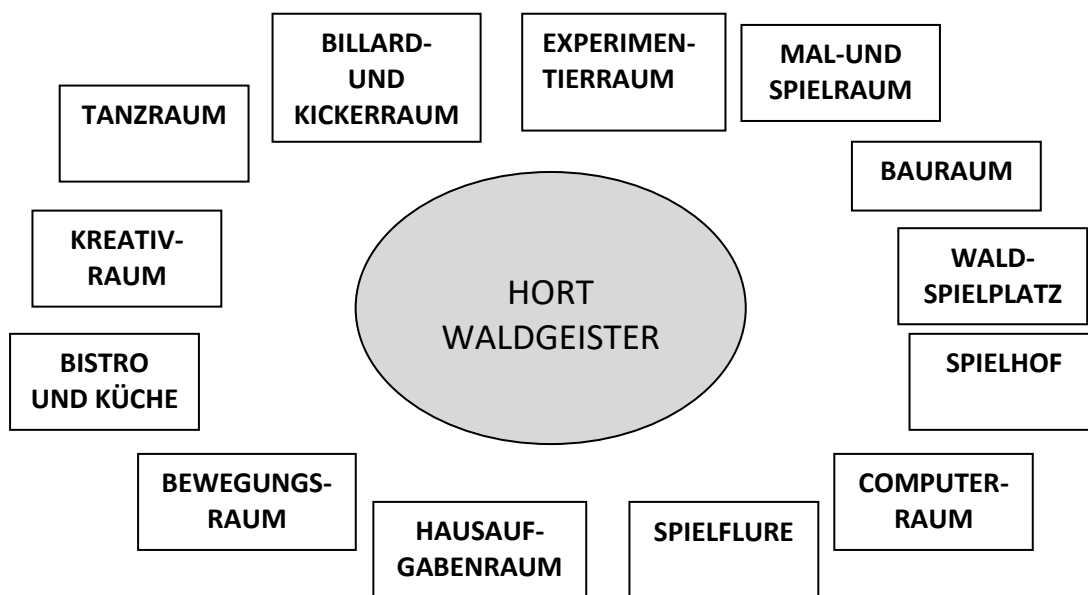 BILLARD-
UND
KICKERRAUM
EXPERIMEN-
TIERRAUM
MAL-UND
SPIELRAUM
TANZRAUM
BAURAUM
KREATIV-
RAUM
WALD-
SPIELPLATZ
HORT
WALDGEISTER
BISTRO
UND KÜCHE
SPIELHOF
BEWEGUNGS-
RAUM
COMPUTER-
RAUM
HAUSAUF-
GABENRAUM
SPIELFLURE